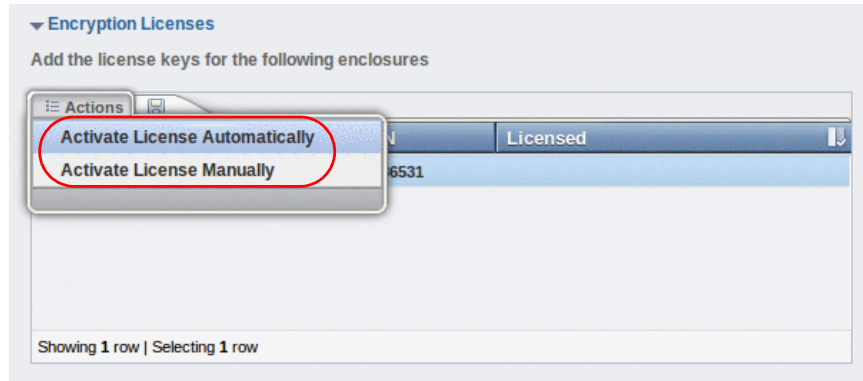 Encryption Licenses
Add the license keys for the following enclosures
Actions
Activate License Automatically
Licensed
Activate License Manually
6531
Showing 1 row | Selecting 1 row